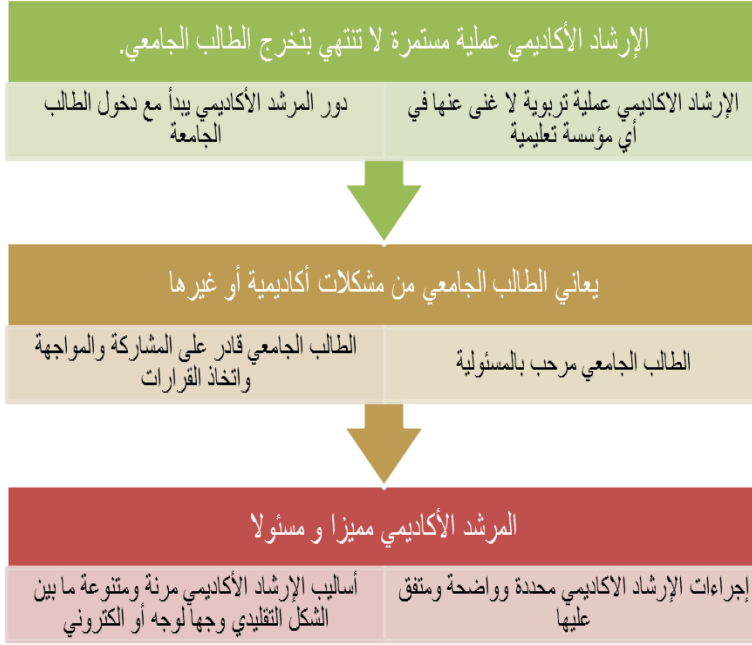 الإرشاد الأكاديمي عملية مستمرة لا تنتهي بتخرج الطالب الجامعي.
الإرشاد الاكاديمي عملية تربوية لا غنى عنها في
أي مؤسسة تعليمية
دور المرشد الأكاديمي يبدأ مع دخول الطالب
الجامعة
يعاني الطالب الجامعي من مشكلات أكاديمية أو غيرها
الطالب الجامعي مرحب بالمسئولية
الطالب الجامعي قادر على المشاركة والمواجهة
واتخاذ القرارات
المرشد الأكاديمي مميزا و مسئولا
إجراءات الإرشاد الاكاديمي محددة وواضحة ومتفق
عليها
أساليب الإرشاد الأكاديمي مرنة ومتنوعة ما بين
الشكل التقليدي وجها لوجه أو الكتروني